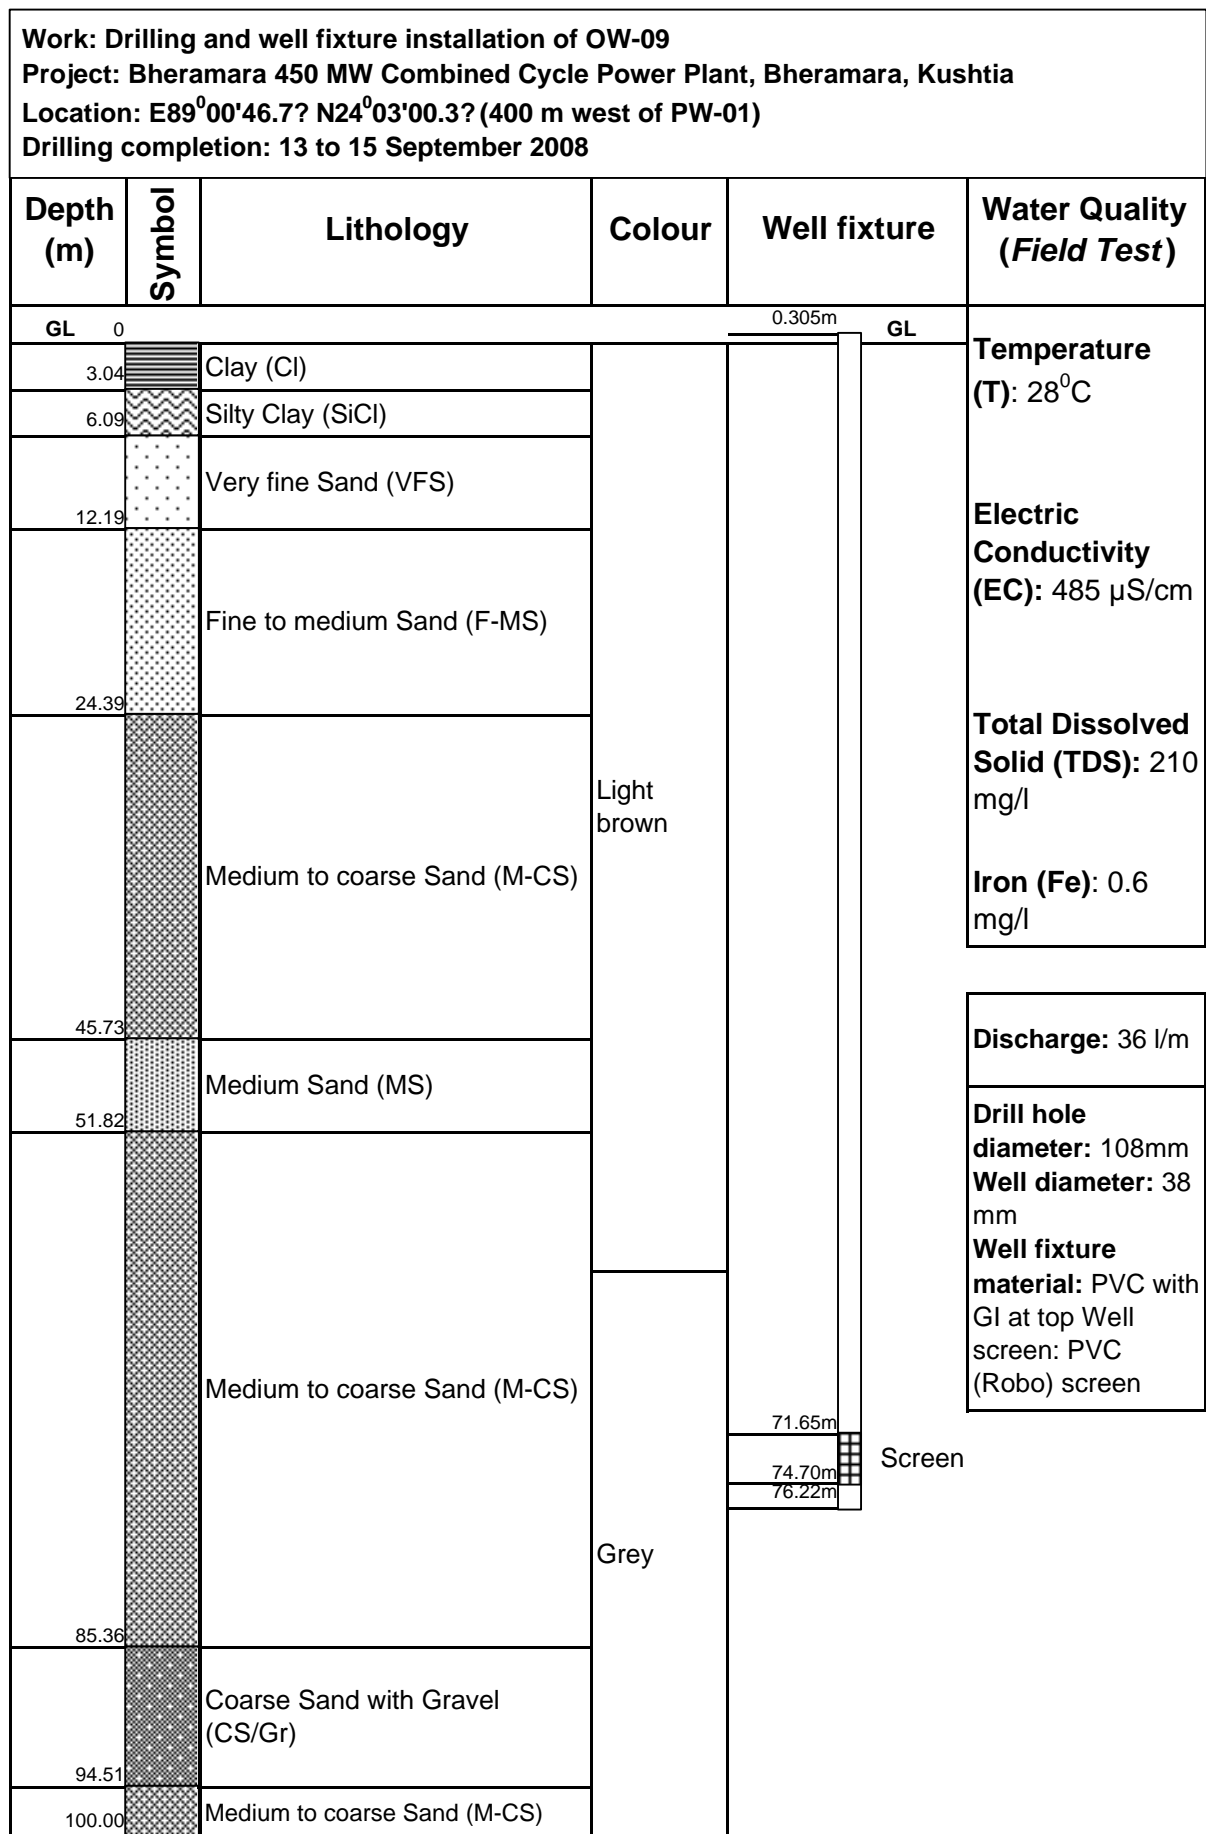 Work: Drilling and well fixture installation of OW-09
Project: Bheramara 450 MW Combined Cycle Power Plant, Bheramara, Kushtia
Location: E89⁰00'46.7? N24⁰03'00.3? (400 m west of PW-01)
Drilling completion: 13 to 15 September 2008
Depth (m)
Symbol
Lithology
Colour
Well fixture
Water Quality
(Field Test)
GL 0
0.305m
GL
3.04
Clay (Cl)
6.09
Silty Clay (SiCl)
Very fine Sand (VFS)
12.19
Fine to medium Sand (F-MS)
24.39
Medium to coarse Sand (M-CS)
45.73
Medium Sand (MS)
51.82
Medium to coarse Sand (M-CS)
85.36
Coarse Sand with Gravel
(CS/Gr)
94.51
Medium to coarse Sand (M-CS)
100.00
Light
brown
Grey
71.65m
74.70m
76.22m
Screen
Temperature
(T): 28⁰C
Electric
Conductivity
(EC): 485 µS/cm
Total Dissolved
Solid (TDS): 210
mg/l
Iron (Fe): 0.6
mg/l
Discharge: 36 l/m
Drill hole
diameter: 108mm
Well diameter: 38
mm
Well fixture
material: PVC with
GI at top Well
screen: PVC
(Robo) screen